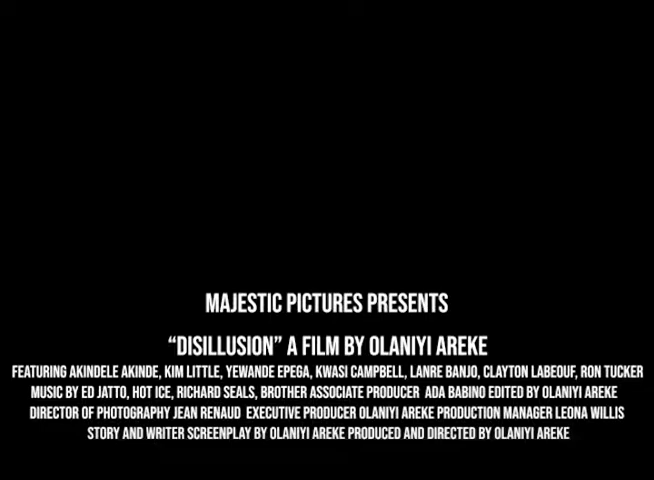 MAJESTIC PICTURES PRESENTS
“DISILLUSION” A FILM BY OLANIYI AREKE
FEATURING AKINDELE AKINDE, KIM LITTLE, YEWANDE EPEGA, KWASI CAMPBELL, LANRE BANJO, CLAYTON LABEOUF, RON TUCKER
MUSIC BY ED JATTO, HOT ICE, RICHARD SEALS, BROTHER ASSOCIATE PRODUCER ADA BABINO EDITED BY OLANIYI AREKE
DIRECTOR OF PHOTOGRAPHY JEAN RENAUD EXECUTIVE PRODUCER OLANIYI AREKE PRODUCTION MANAGER LEONA WILLIS
STORY AND WRITER SCREENPLAY BY OLANIYI AREKE PRODUCED AND DIRECTED BY OLANIYI AREKE